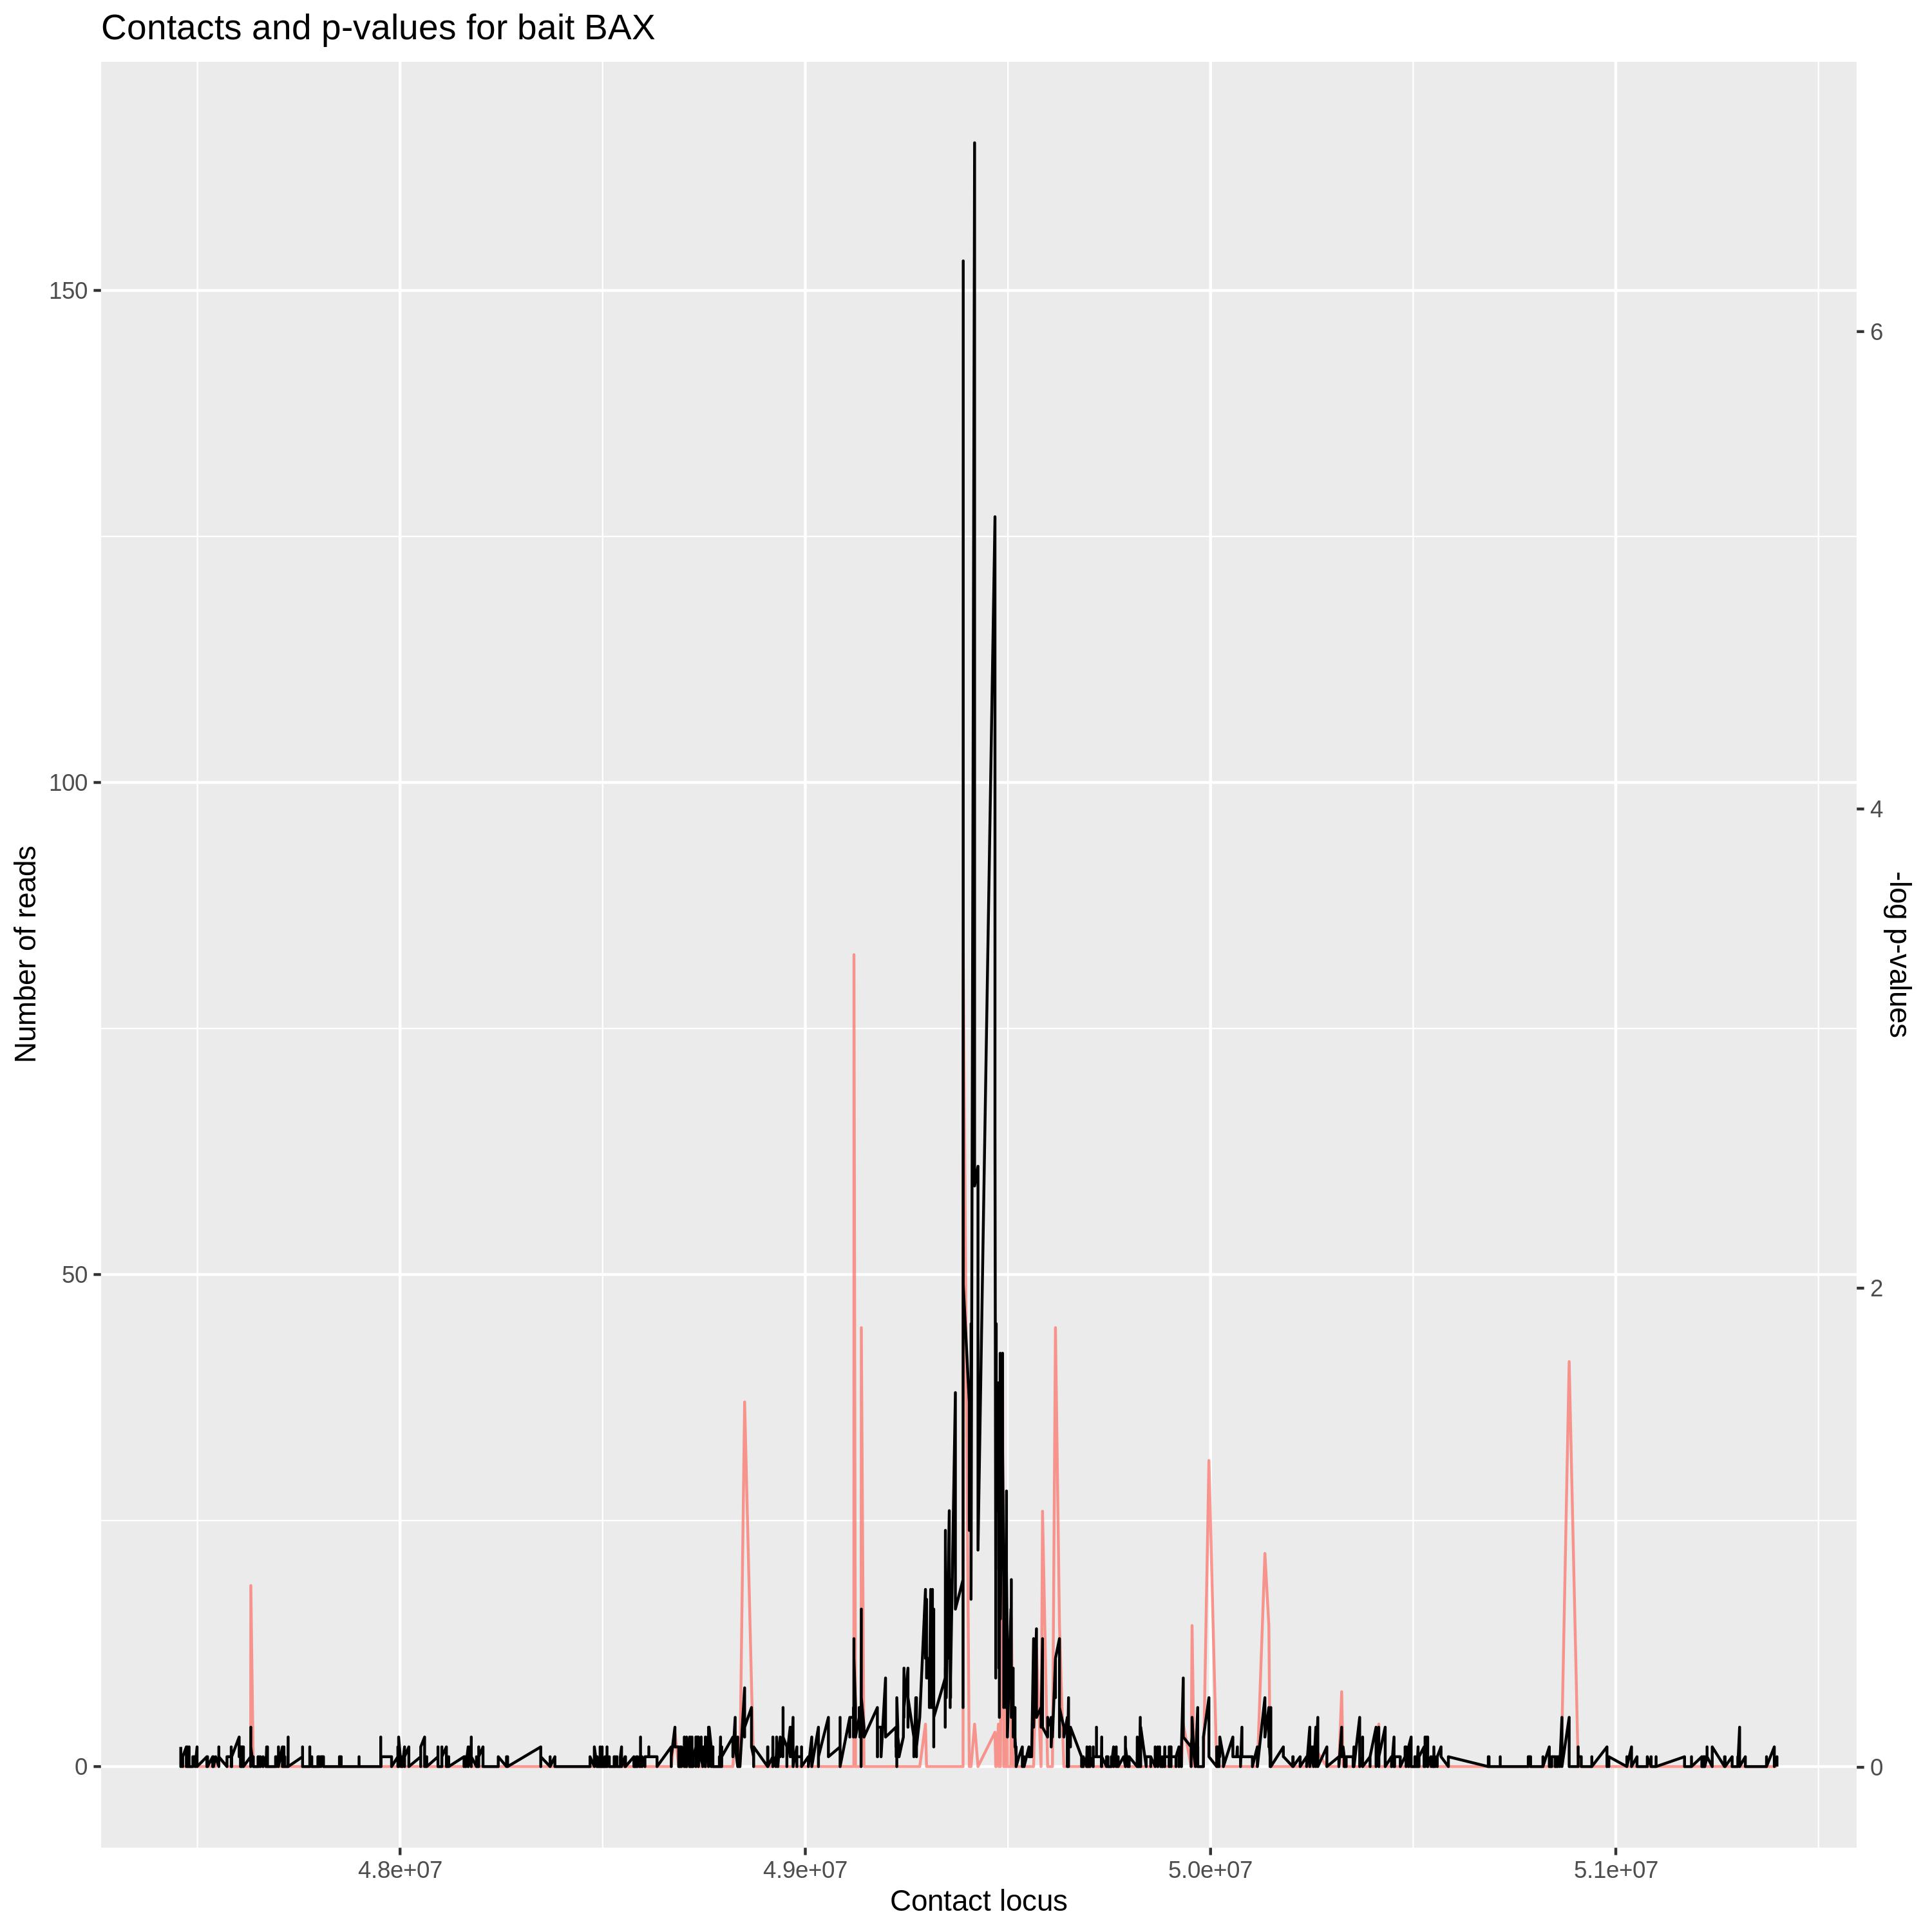 Contacts and p-values for bait BAX
150
100
50
0
Number of reads
6
4
2
0
-log p-values
4.8e+07
4.9e+07
5.0e+07
5.1e+07
Contact locus